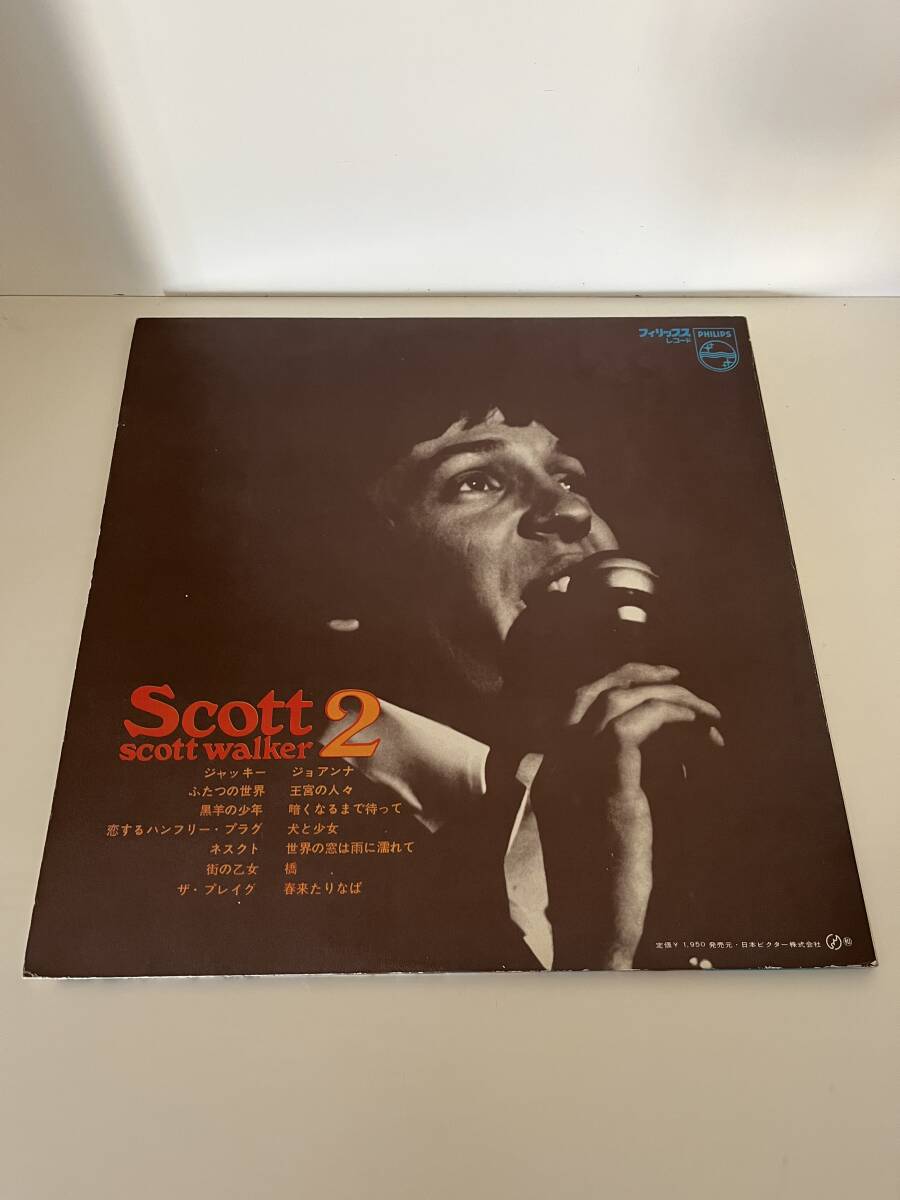 フィリップス
レコード
PHILIPS
Scott 2
scott walker
ジャッキー ジョアンナ
ふたつの世界 王宮の人々
黒羊の少年 暗くなるまで待って
恋するハンフリー・プラグ 犬と少女
ネスクト 世界の窓は雨に濡れて
街の乙女 橋
ザ・プレイグ 春来たりなば
定価¥1,950 発売元・日本ビクター株式会社